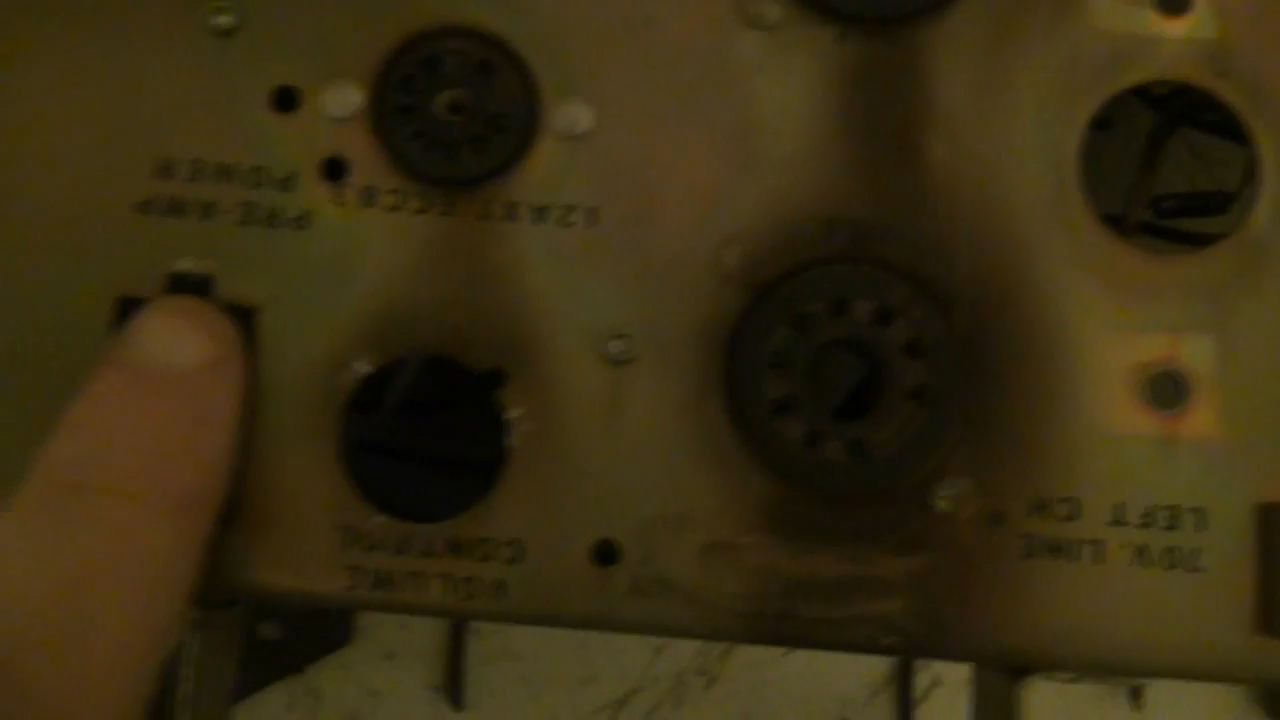 VOLUME
CONTROL
70V LINE
LEFT CH
PRE-AMP
POWER
12AX7 ECC83